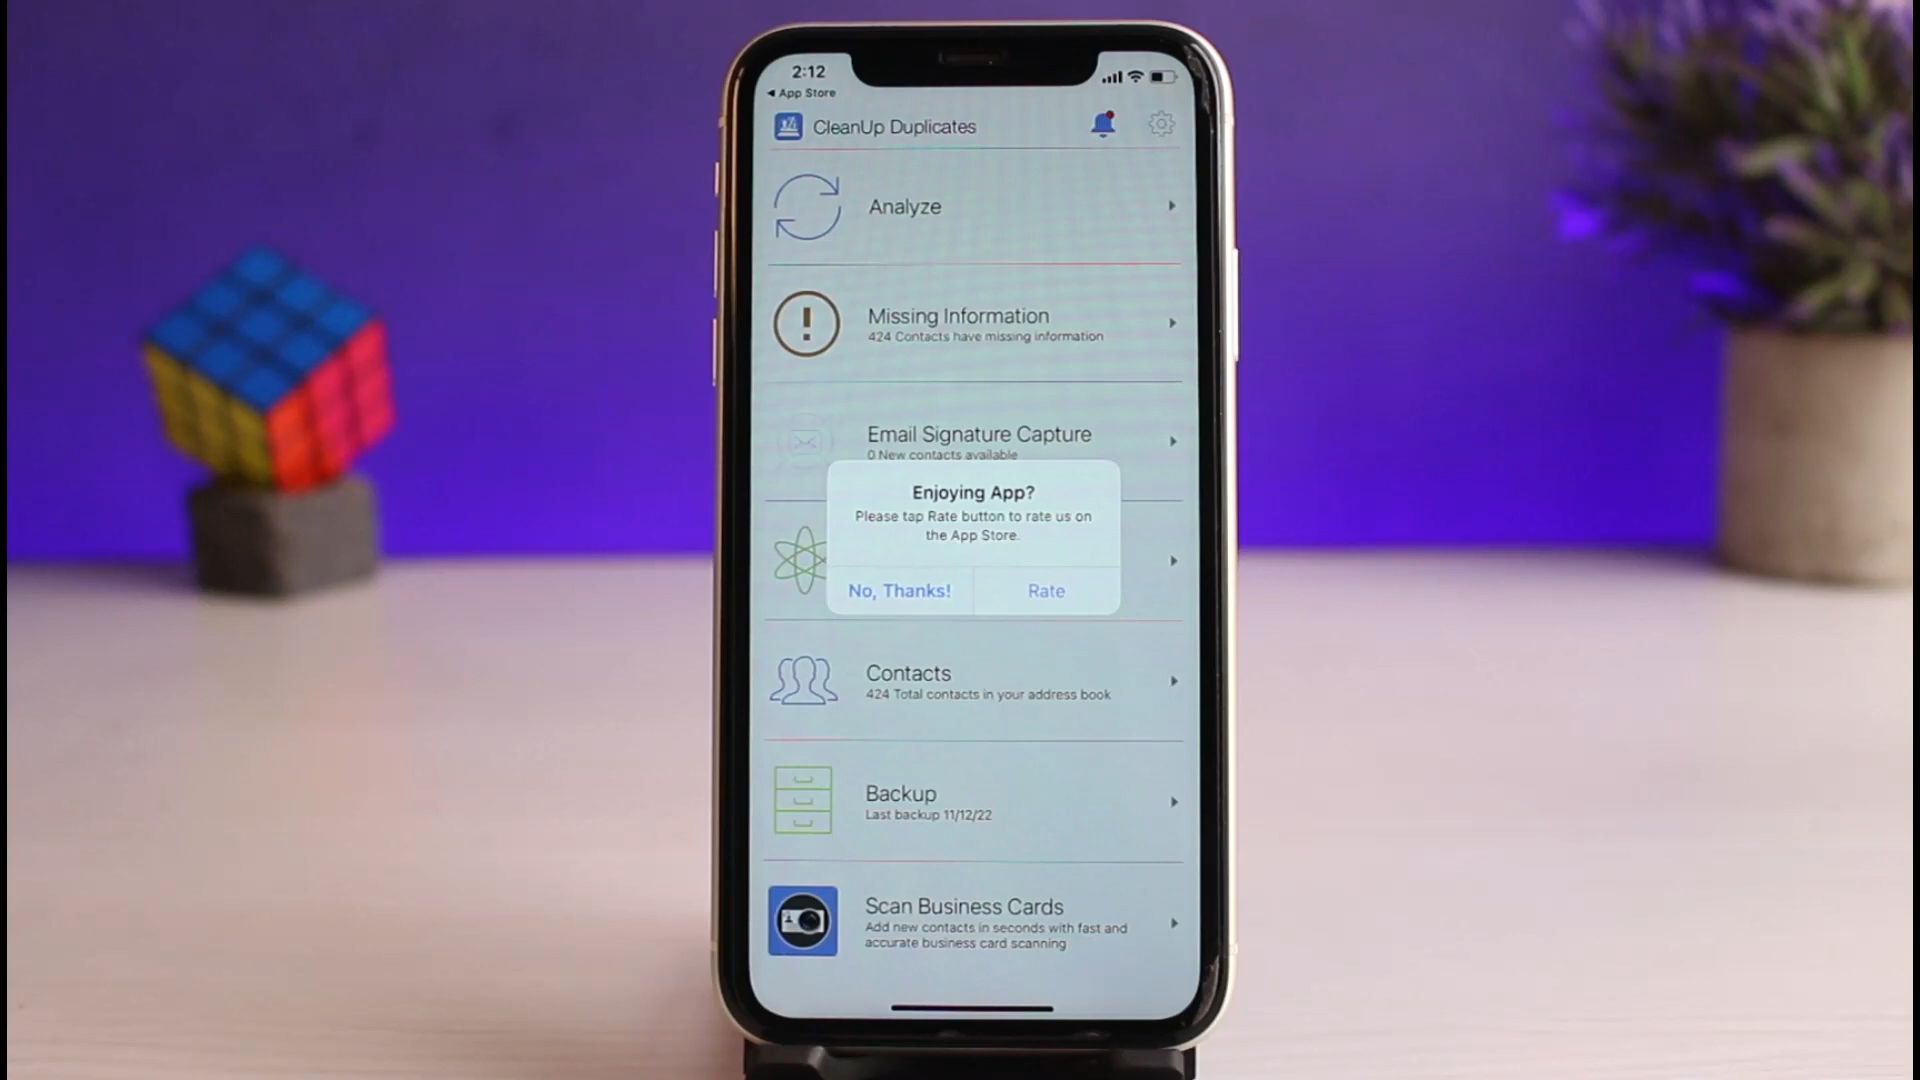 2:12
◄ App Store
CleanUp Duplicates
Analyze
Missing Information
424 Contacts have missing information
Email Signature Capture
0 New contacts available
Enjoying App?
Please tap Rate button to rate us on
the App Store.
No, Thanks!
Rate
Contacts
424 Total contacts in your address book
Backup
Last backup 11/12/22
Scan Business Cards
Add new contacts in seconds with fast and
accurate business card scanning